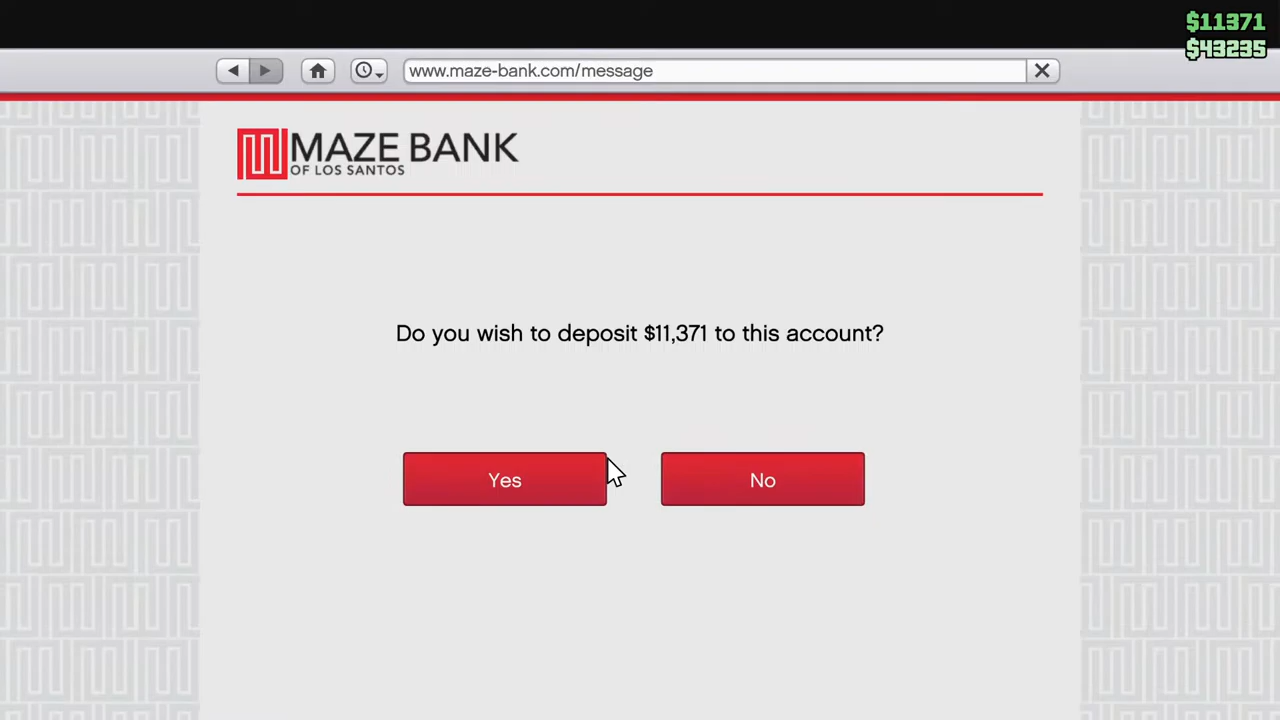 $11371
$43235
www.maze-bank.com/message
MAZE BANK
OF LOS SANTOS
Do you wish to deposit $11,371 to this account?
Yes
No